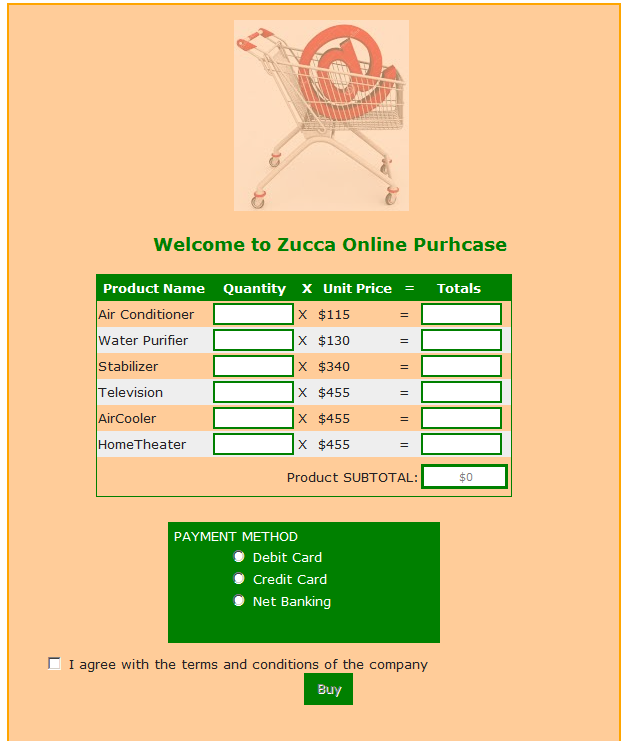 Welcome to Zucca Online Purhcase
Product Name Quantity X Unit Price = Totals
Air Conditioner X $115 =
Water Purifier X $130 =
Stabilizer X $340 =
Television X $455 =
AirCooler X $455 =
HomeTheater X $455 =
Product SUBTOTAL: $0
PAYMENT METHOD
Debit Card
Credit Card
Net Banking
I agree with the terms and conditions of the company
Buy